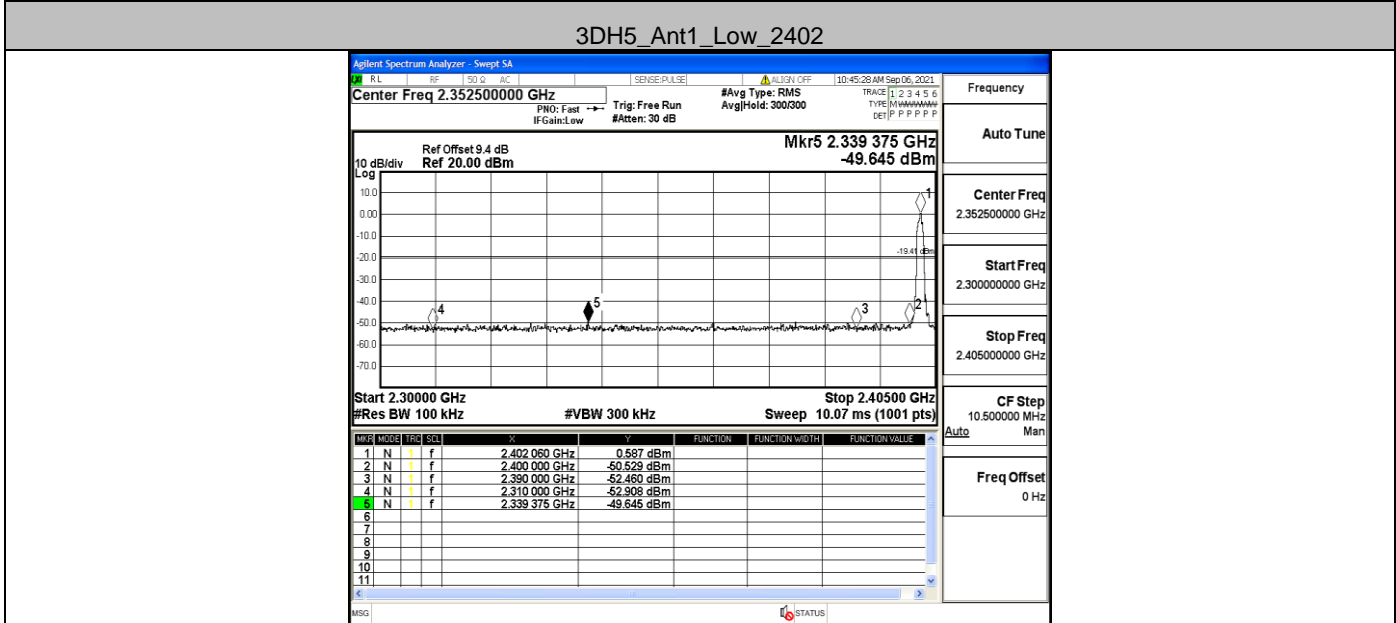 3DH5_Ant1_Low_2402
Agilent Spectrum Analyzer - Swept SA
RL RF 50 Ω AC SENSE:PULSE ALIGN OFF 10:45:28 AM Sep 06, 2021
Center Freq 2.352500000 GHz
PNO: Fast
IFGain:Low
Trig: Free Run
#Atten: 30 dB
#Avg Type: RMS
Avg|Hold: 300/300
TRACE 1 2 3 4 5 6
TYPE M WWWWW
DET P P P P P P
Mkr5 2.339 375 GHz
-49.645 dBm
Ref Offset 9.4 dB
10 dB/div Ref 20.00 dBm
Log
10.0
0.00
-10.0
-20.0
-30.0
-40.0
-50.0
-60.0
-70.0
-19.41 dBm
1
2
3
4
5
Start 2.30000 GHz Stop 2.40500 GHz
#Res BW 100 kHz #VBW 300 kHz Sweep 10.07 ms (1001 pts)
MKR MODE TRC SCL X Y FUNCTION FUNCTION WIDTH FUNCTION VALUE
1 N 1 f 2.402 060 GHz 0.587 dBm
2 N 1 f 2.400 000 GHz -50.529 dBm
3 N 1 f 2.390 000 GHz -52.460 dBm
4 N 1 f 2.310 000 GHz -52.908 dBm
5 N 1 f 2.339 375 GHz -49.645 dBm
6
7
8
9
10
11
MSG STATUS
Frequency
Auto Tune
Center Freq
2.352500000 GHz
Start Freq
2.300000000 GHz
Stop Freq
2.405000000 GHz
CF Step
10.500000 MHz
Auto Man
Freq Offset
0 Hz